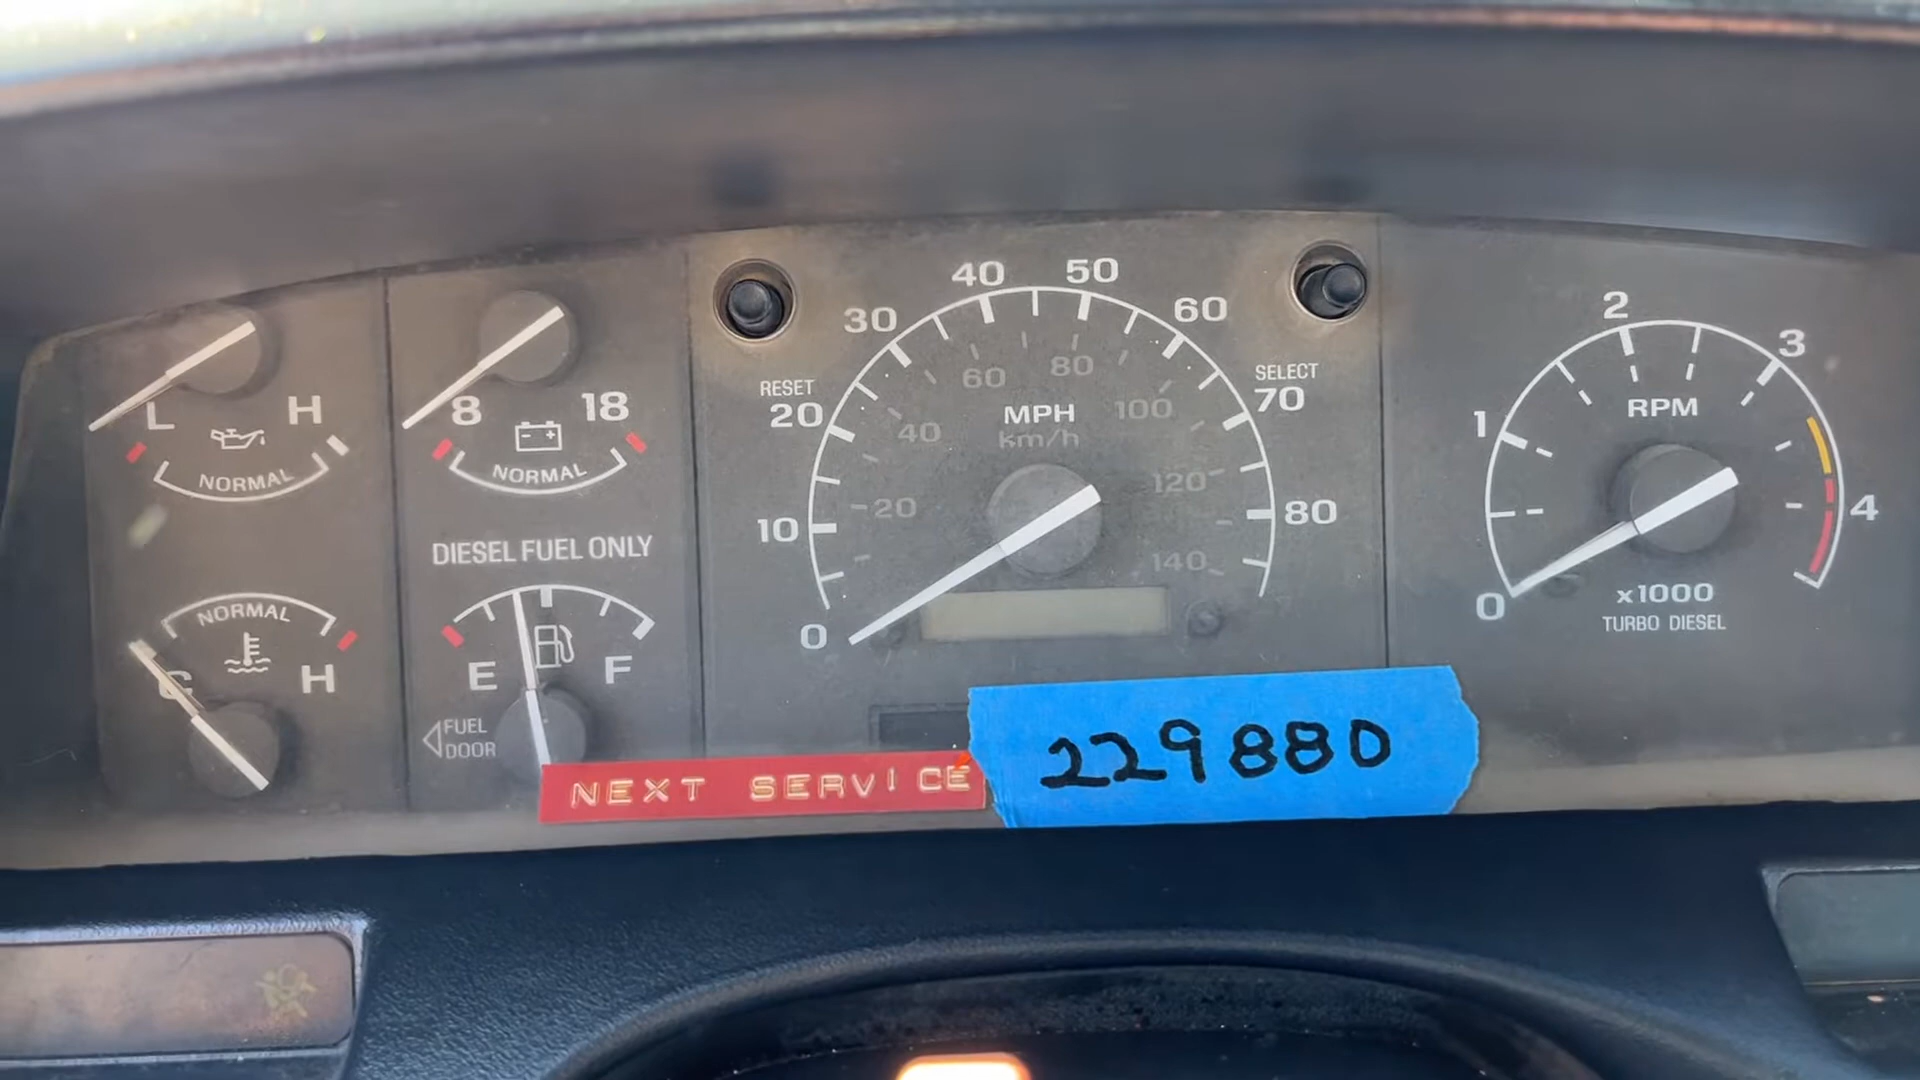 L H
NORMAL
8 18
NORMAL
DIESEL FUEL ONLY
NORMAL
C H
E F
FUEL
DOOR
RESET
SELECT
0 10 20 30 40 50 60 70 80
MPH
km/h
20 40 60 80 100 120 140
0 1 2 3 4
RPM
x1000
TURBO DIESEL
NEXT SERVICE
229880